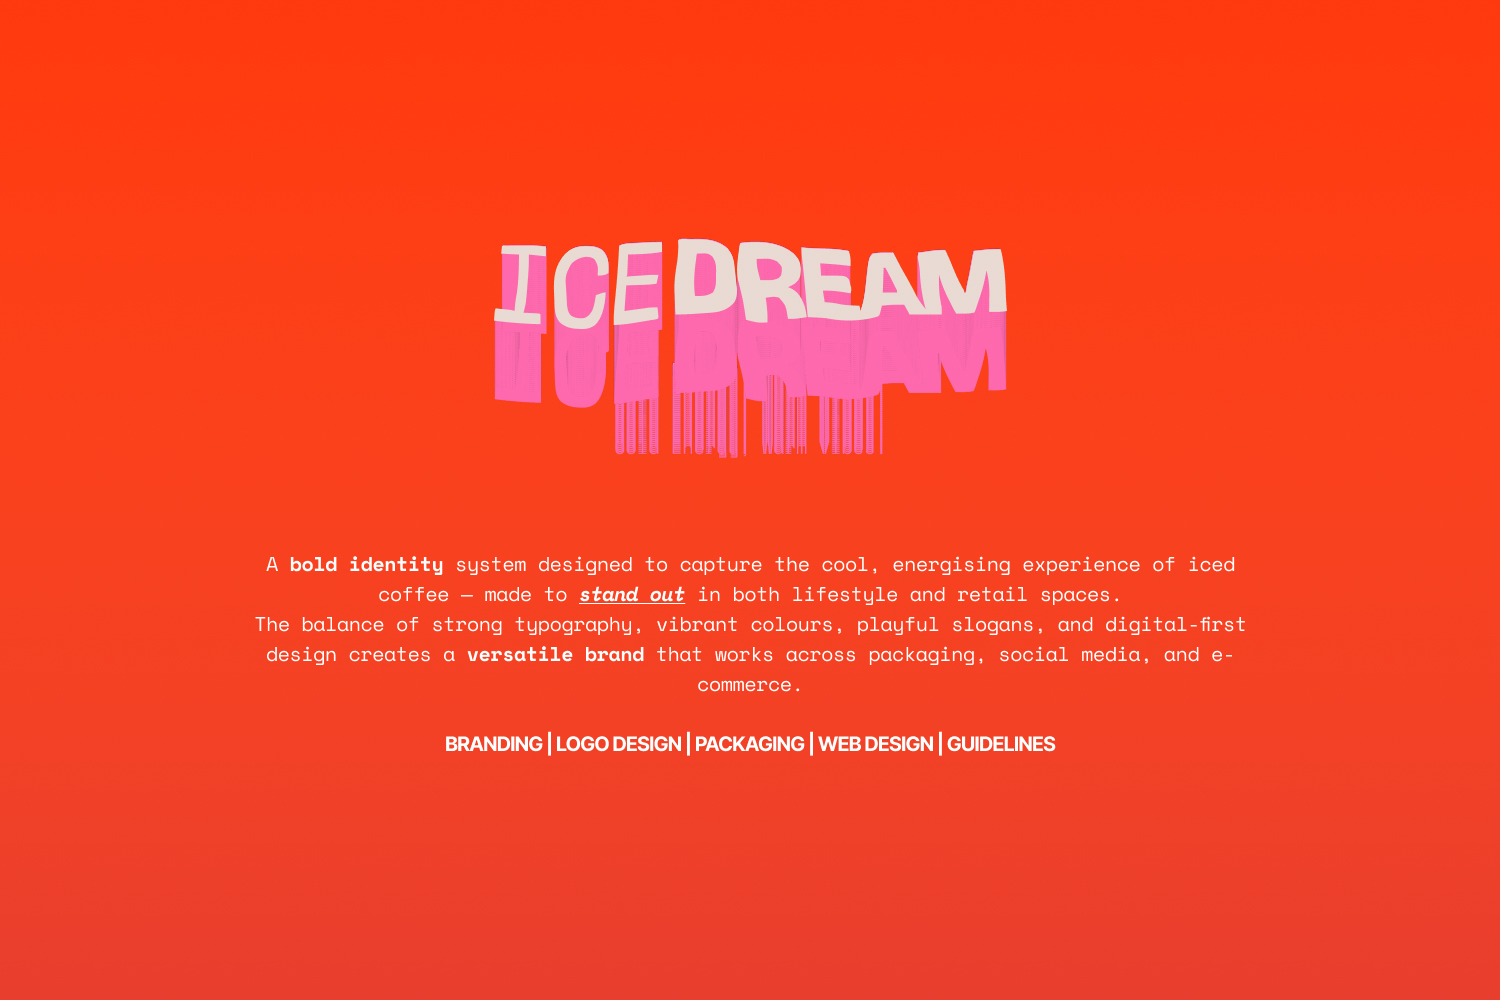 ICE DREAM
A bold identity system designed to capture the cool, energising experience of iced
coffee — made to stand out in both lifestyle and retail spaces.
The balance of strong typography, vibrant colours, playful slogans, and digital-first
design creates a versatile brand that works across packaging, social media, and e-
commerce.
BRANDING | LOGO DESIGN | PACKAGING | WEB DESIGN | GUIDELINES